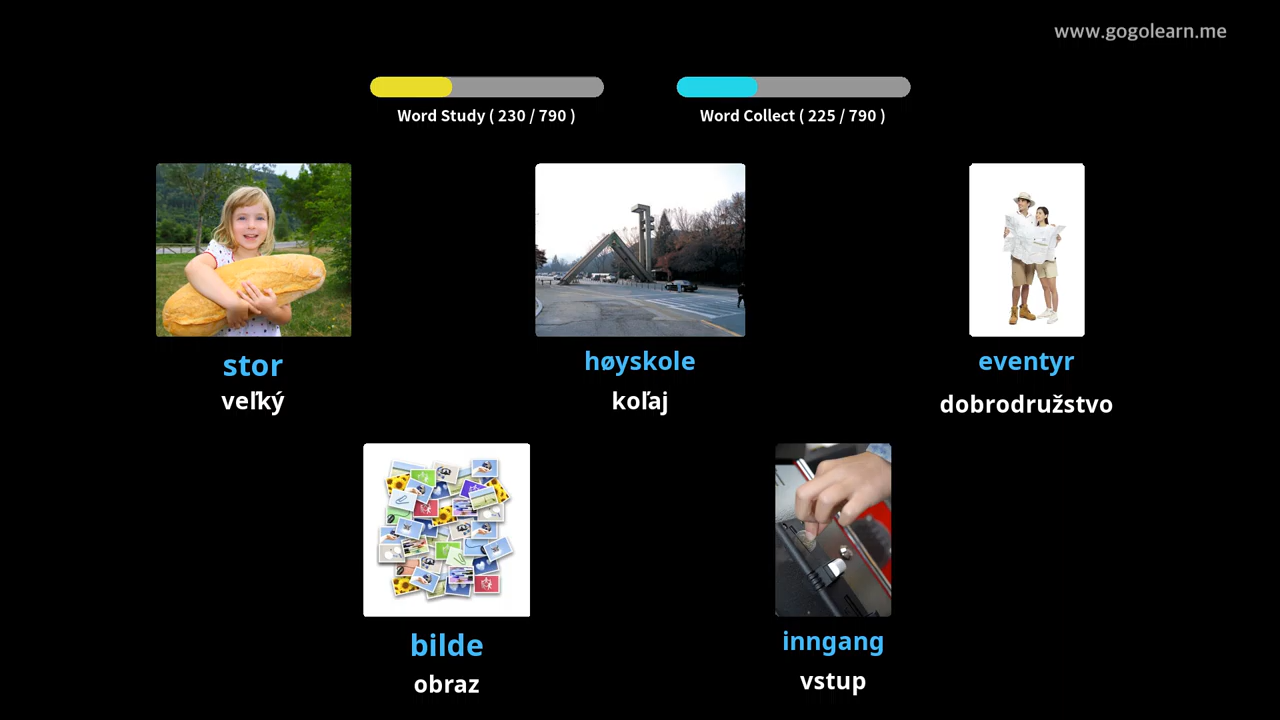 www.gogolearn.me
Word Study ( 230 / 790 )
Word Collect ( 225 / 790 )
stor
høyskole
eventyr
veľký
koľaj
dobrodružstvo
bilde
inngang
obraz
vstup